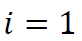 i = 1